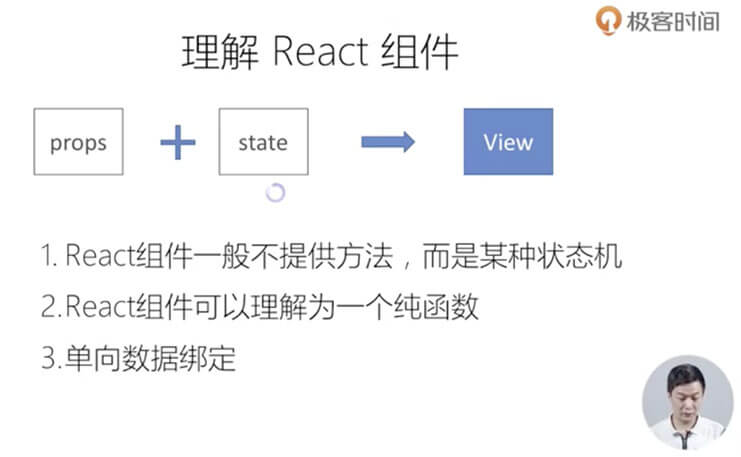 极客时间
理解 React 组件
props + state View
1. React组件一般不提供方法，而是某种状态机
2.React组件可以理解为一个纯函数
3.单向数据绑定